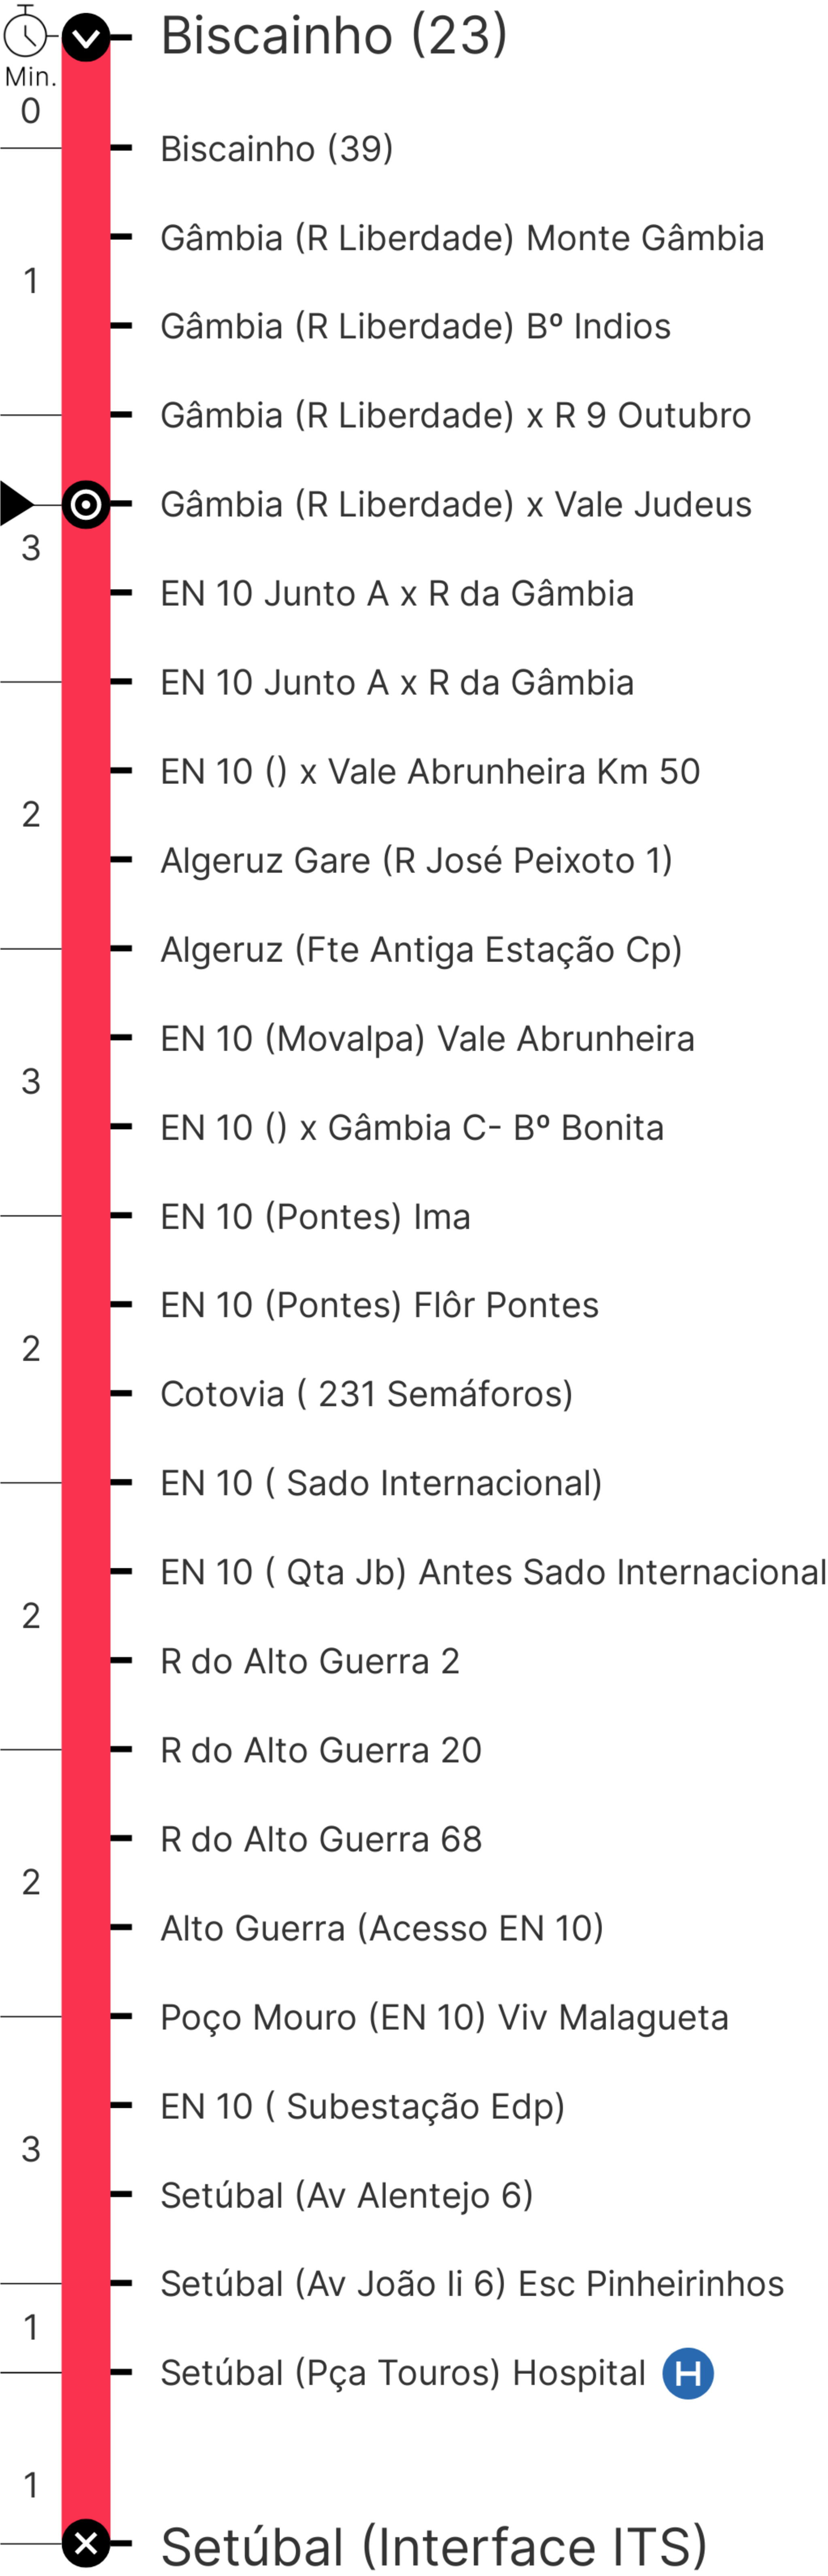 Biscainho (23)
Min.
0
Biscainho (39)
Gâmbia (R Liberdade) Monte Gâmbia
1
Gâmbia (R Liberdade) Bº Indios
Gâmbia (R Liberdade) x R 9 Outubro
Gâmbia (R Liberdade) x Vale Judeus
3
EN 10 Junto A x R da Gâmbia
EN 10 Junto A x R da Gâmbia
EN 10 () x Vale Abrunheira Km 50
2
Algeruz Gare (R José Peixoto 1)
Algeruz (Fte Antiga Estação Cp)
EN 10 (Movalpa) Vale Abrunheira
3
EN 10 () x Gâmbia C- Bº Bonita
EN 10 (Pontes) Ima
EN 10 (Pontes) Flôr Pontes
2
Cotovia ( 231 Semáforos)
EN 10 ( Sado Internacional)
EN 10 ( Qta Jb) Antes Sado Internacional
2
R do Alto Guerra 2
R do Alto Guerra 20
R do Alto Guerra 68
2
Alto Guerra (Acesso EN 10)
Poço Mouro (EN 10) Viv Malagueta
EN 10 ( Subestação Edp)
3
Setúbal (Av Alentejo 6)
Setúbal (Av João Ii 6) Esc Pinheirinhos
1
Setúbal (Pça Touros) Hospital H
1
Setúbal (Interface ITS)